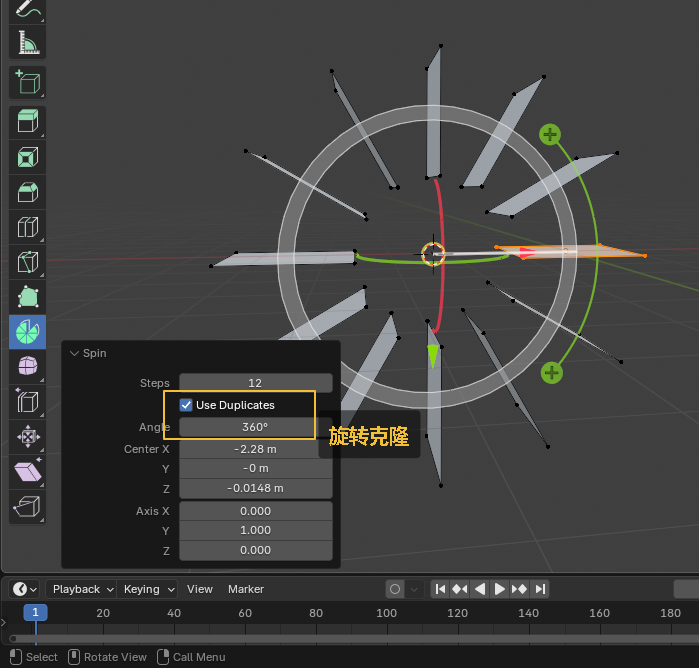 Spin
Steps 12
Use Duplicates
Angle 360°
旋转克隆
Center X -2.28 m
Y -0 m
Z -0.0148 m
Axis X 0.000
Y 1.000
Z 0.000
Playback Keying View Marker
1 20 40 60 80 100 120 140 160 180
Select Rotate View Call Menu